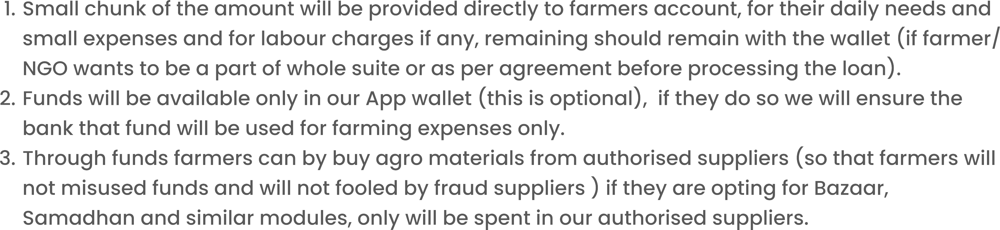 1. Small chunk of the amount will be provided directly to farmers account, for their daily needs and
small expenses and for labour charges if any, remaining should remain with the wallet (if farmer/
NGO wants to be a part of whole suite or as per agreement before processing the loan).
2. Funds will be available only in our App wallet (this is optional),  if they do so we will ensure the
bank that fund will be used for farming expenses only.
3. Through funds farmers can by buy agro materials from authorised suppliers (so that farmers will
not misused funds and will not fooled by fraud suppliers ) if they are opting for Bazaar,
Samadhan and similar modules, only will be spent in our authorised suppliers.